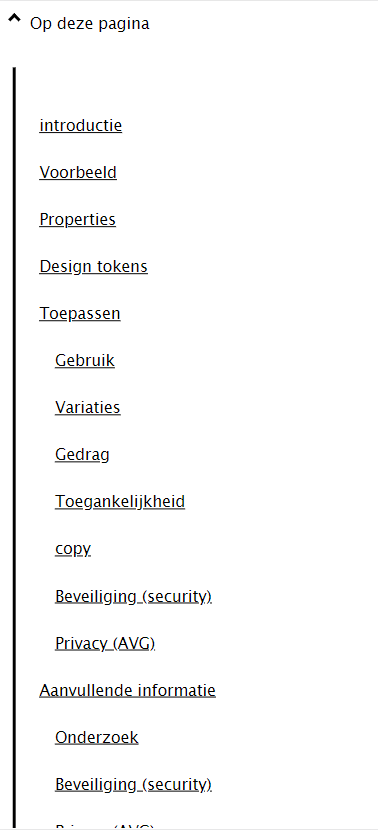 Op deze pagina
introductie
Voorbeeld
Properties
Design tokens
Toepassen
Gebruik
Variaties
Gedrag
Toegankelijkheid
copy
Beveiliging (security)
Privacy (AVG)
Aanvullende informatie
Onderzoek
Beveiliging (security)